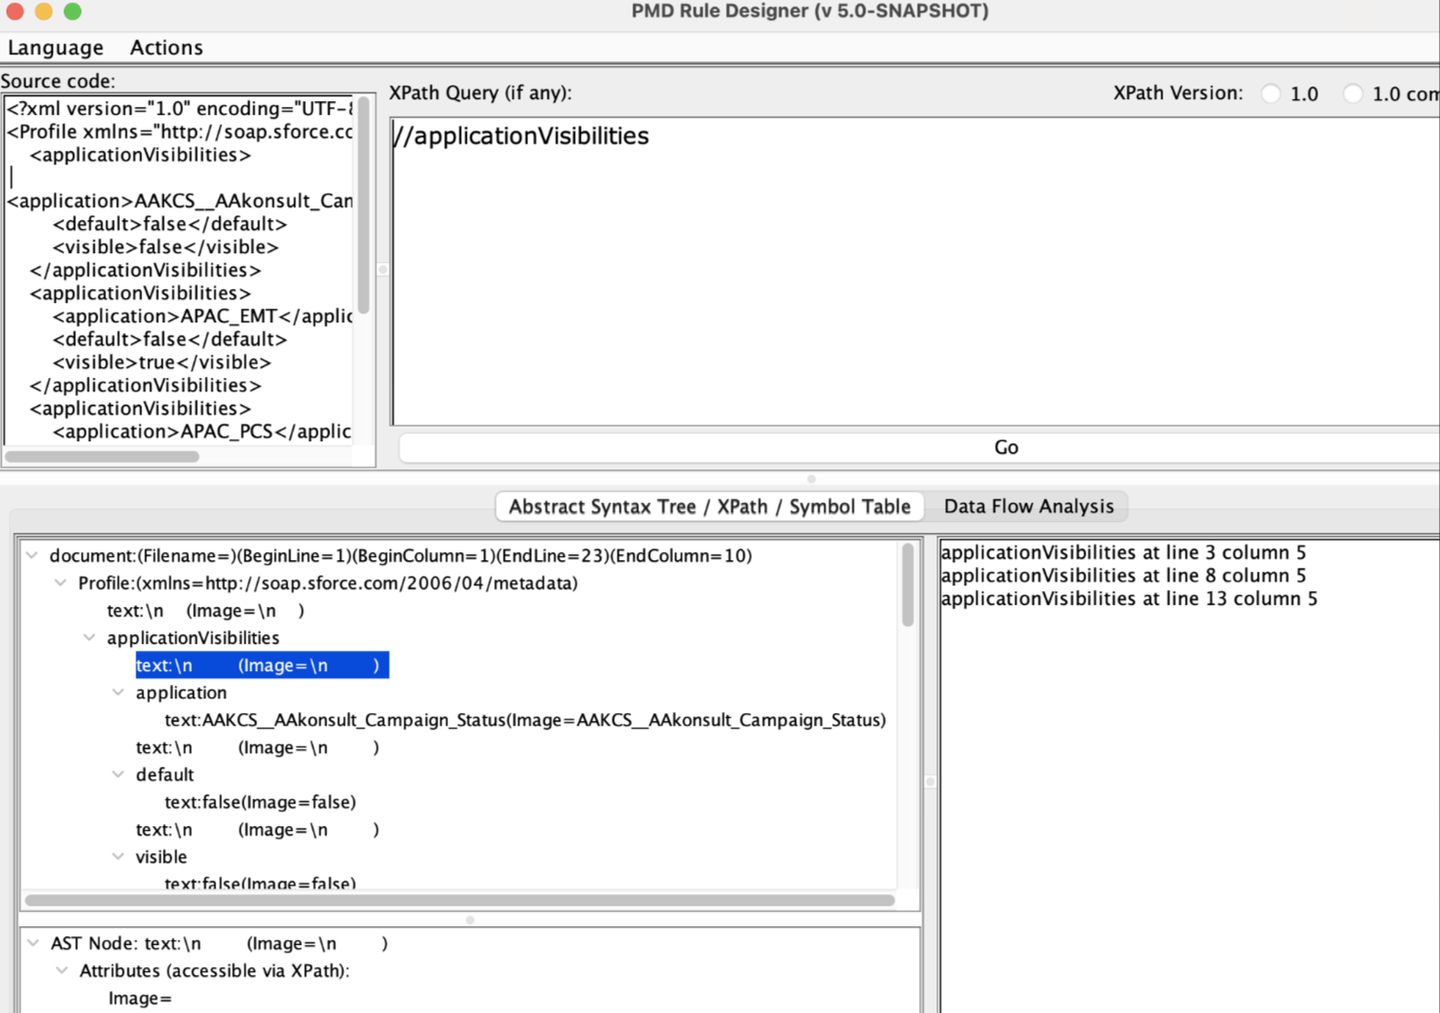 PMD Rule Designer (v 5.0-SNAPSHOT)
Language Actions
Source code:
<?xml version="1.0" encoding="UTF-8
<Profile xmlns="http://soap.sforce.co
<applicationVisibilities>
<application>AAKCS__AAkonsult_Can
<default>false</default>
<visible>false</visible>
</applicationVisibilities>
<applicationVisibilities>
<application>APAC_EMT</applic
<default>false</default>
<visible>true</visible>
</applicationVisibilities>
<applicationVisibilities>
<application>APAC_PCS</applic
XPath Query (if any):
XPath Version: 1.0 1.0 com
//applicationVisibilities
Go
Abstract Syntax Tree / XPath / Symbol Table Data Flow Analysis
document:(Filename=)(BeginLine=1)(BeginColumn=1)(EndLine=23)(EndColumn=10)
Profile:(xmlns=http://soap.sforce.com/2006/04/metadata)
text:\n (Image=\n )
applicationVisibilities
text:\n (Image=\n )
application
text:AAKCS__AAkonsult_Campaign_Status(Image=AAKCS__AAkonsult_Campaign_Status)
text:\n (Image=\n )
default
text:false(Image=false)
text:\n (Image=\n )
visible
text:false(Image=false)
applicationVisibilities at line 3 column 5
applicationVisibilities at line 8 column 5
applicationVisibilities at line 13 column 5
AST Node: text:\n (Image=\n )
Attributes (accessible via XPath):
Image=